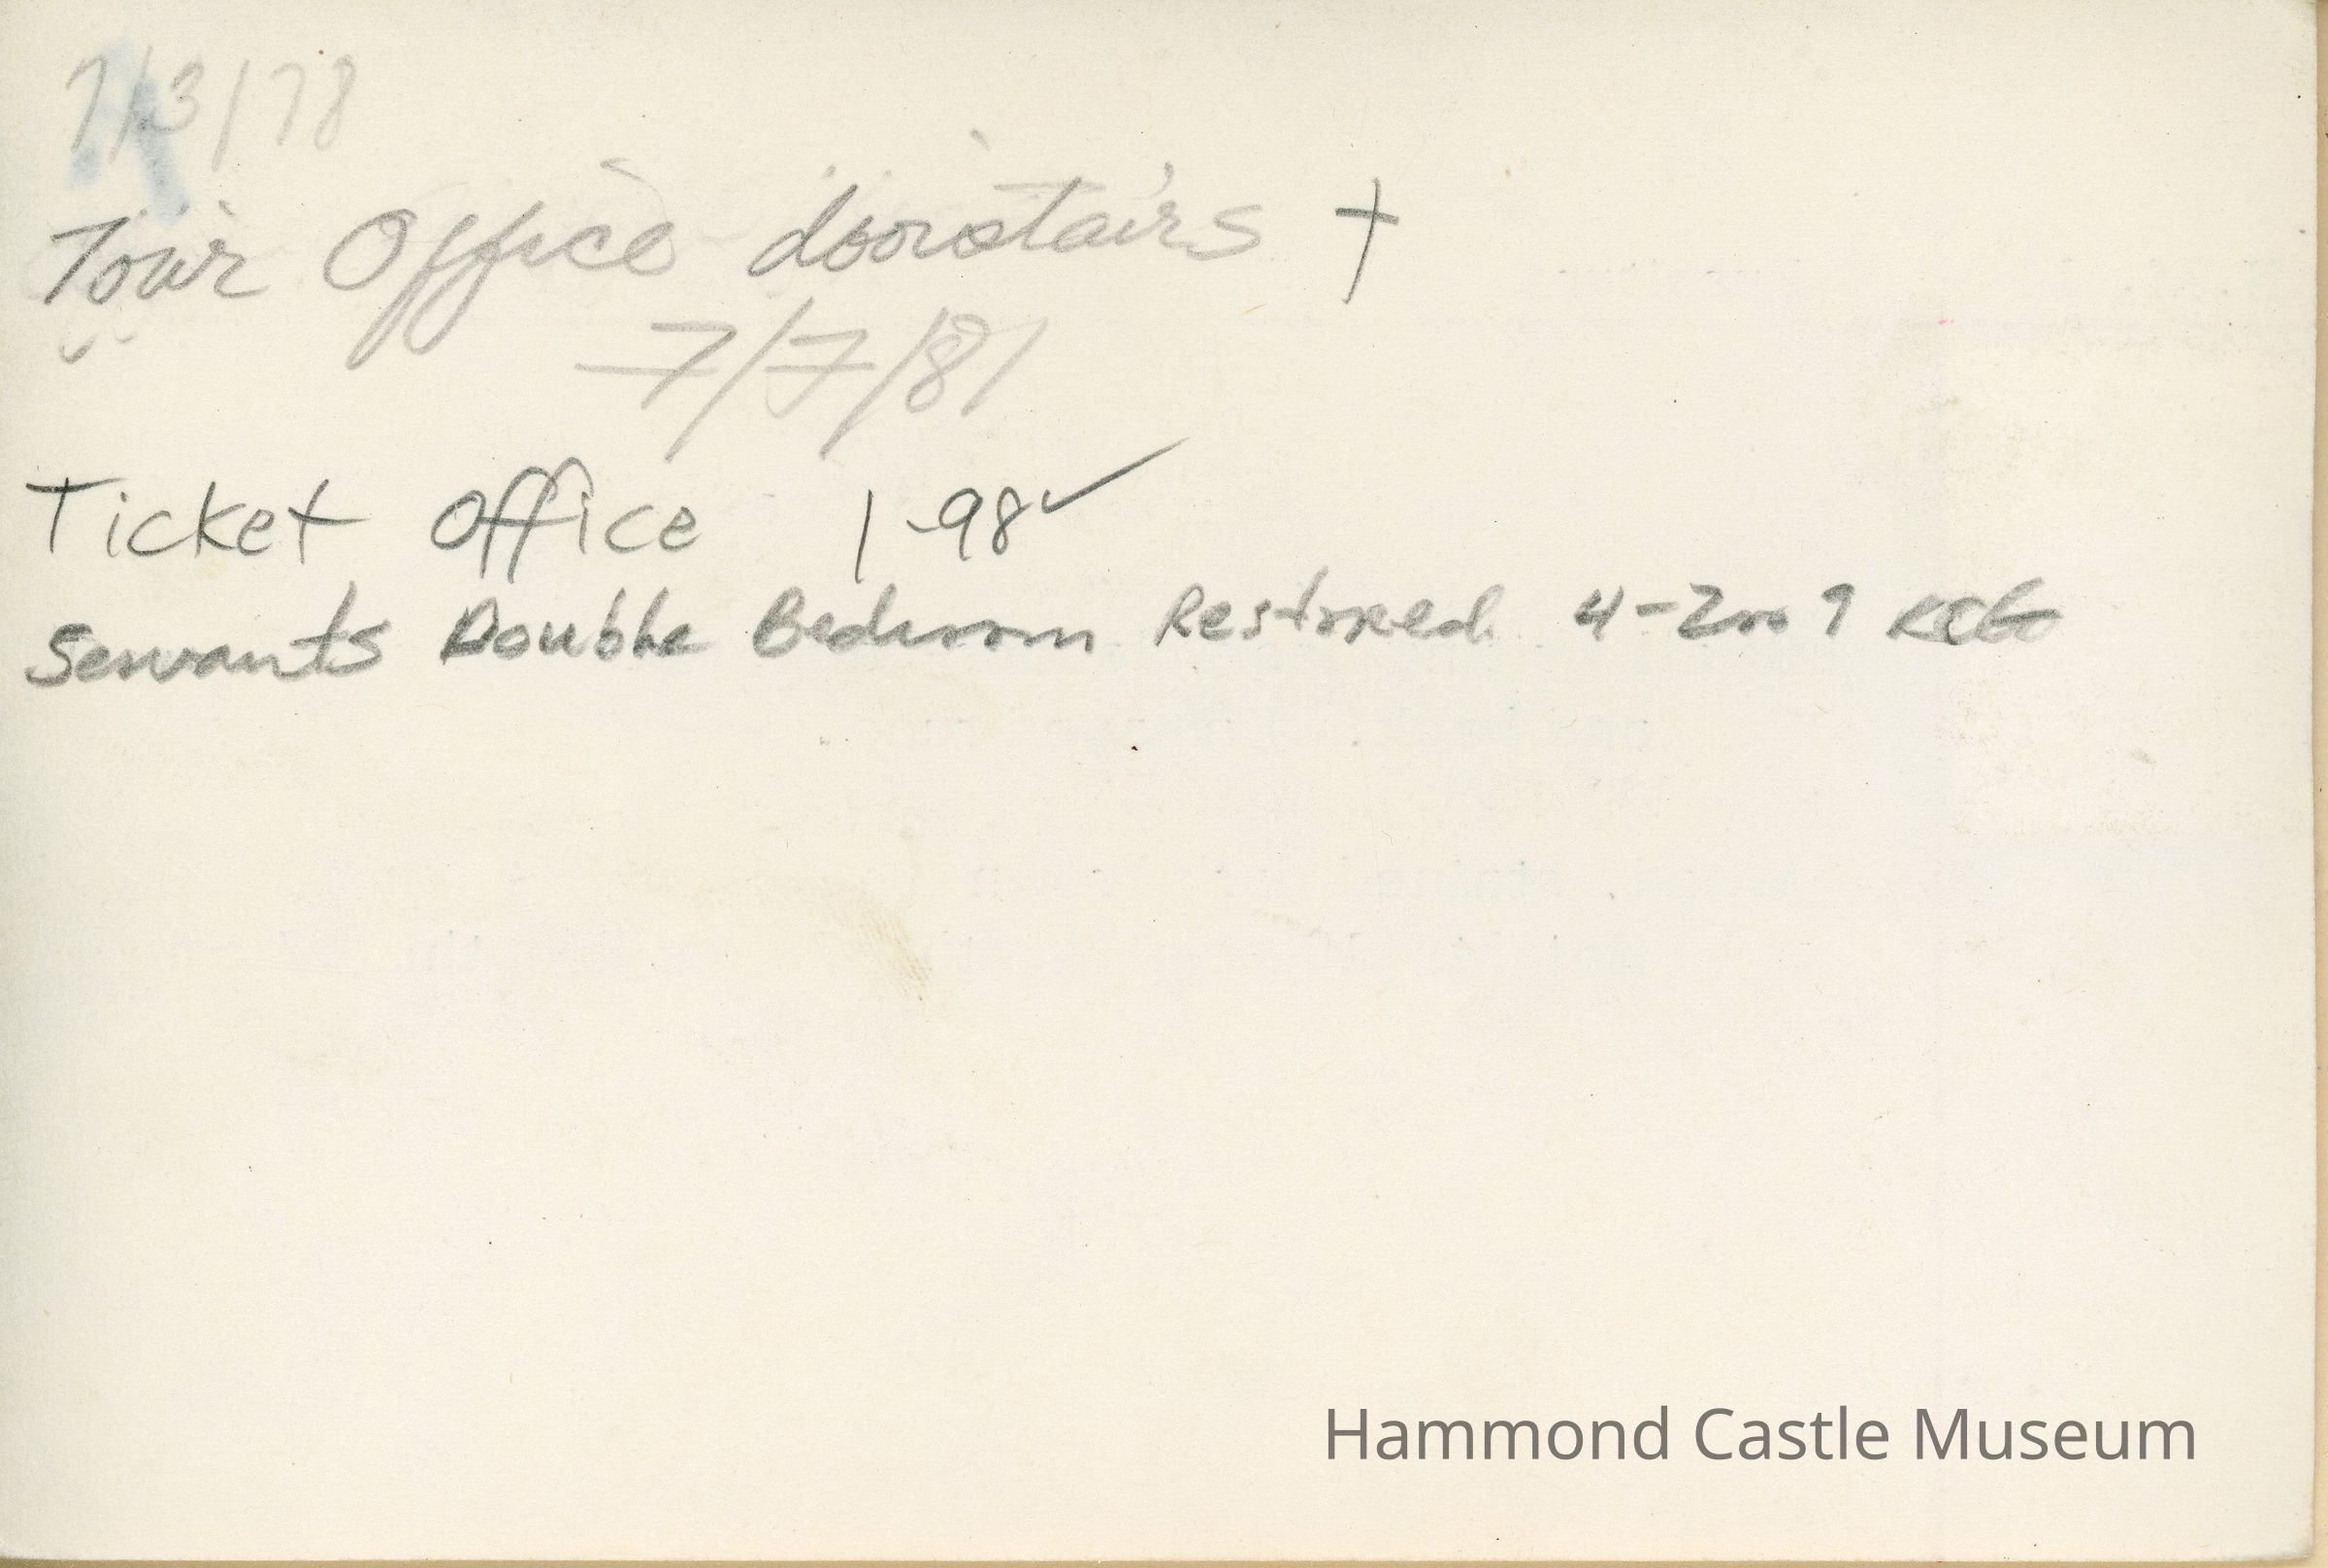 7/3/78
Tour Office downstairs +
7/7/81
Ticket office 1-98 ✓
Servants Double Bedroom Restored 4-2009
Hammond Castle Museum